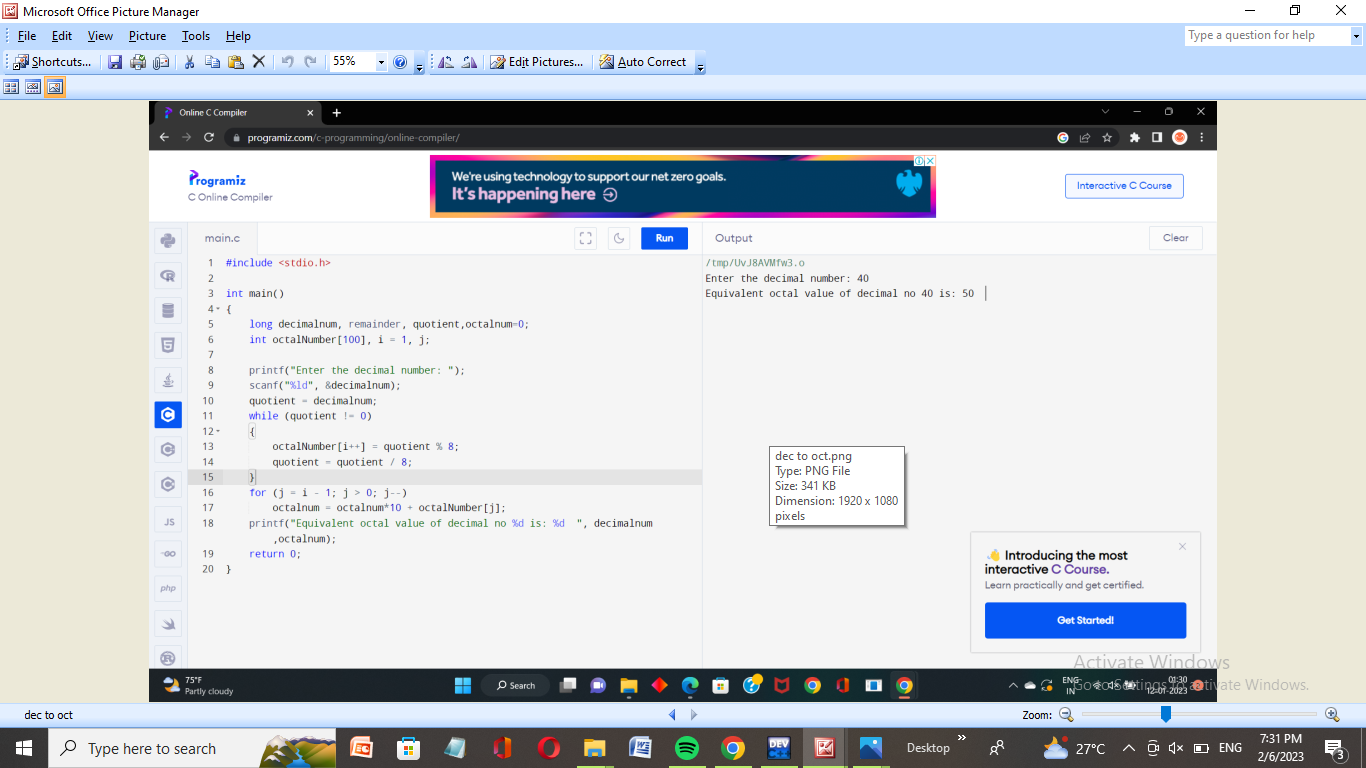 Microsoft Office Picture Manager
File Edit View Picture Tools Help
Type a question for help
Shortcuts...
55%
Edit Pictures...
Auto Correct
Online C Compiler
programiz.com/c-programming/online-compiler/
Programiz
C Online Compiler
We're using technology to support our net zero goals.
It's happening here
Interactive C Course
main.c
Run
Output
Clear
1 #include <stdio.h>
2
3 int main()
4 {
5 long decimalnum, remainder, quotient,octalnum=0;
6 int octalNumber[100], i = 1, j;
7
8 printf("Enter the decimal number: ");
9 scanf("%ld", &decimalnum);
10 quotient = decimalnum;
11 while (quotient != 0)
12 {
13 octalNumber[i++] = quotient % 8;
14 quotient = quotient / 8;
15 }
16 for (j = i - 1; j > 0; j--)
17 octalnum = octalnum*10 + octalNumber[j];
18 printf("Equivalent octal value of decimal no %d is: %d  ", decimalnum
,octalnum);
19 return 0;
20 }
/tmp/UvJ8AVMfw3.o
Enter the decimal number: 40
Equivalent octal value of decimal no 40 is: 50
JS
GO
php
dec to oct.png
Type: PNG File
Size: 341 KB
Dimension: 1920 x 1080
pixels
Introducing the most
interactive C Course.
Learn practically and get certified.
Get Started!
Activate Windows
Go to Settings to activate Windows.
75°F
Partly cloudy
Search
ENG
IN
01:30
12-01-2023
2
dec to oct
Zoom:
Type here to search
DEV
Desktop
27°C
ENG
7:31 PM
2/6/2023
3